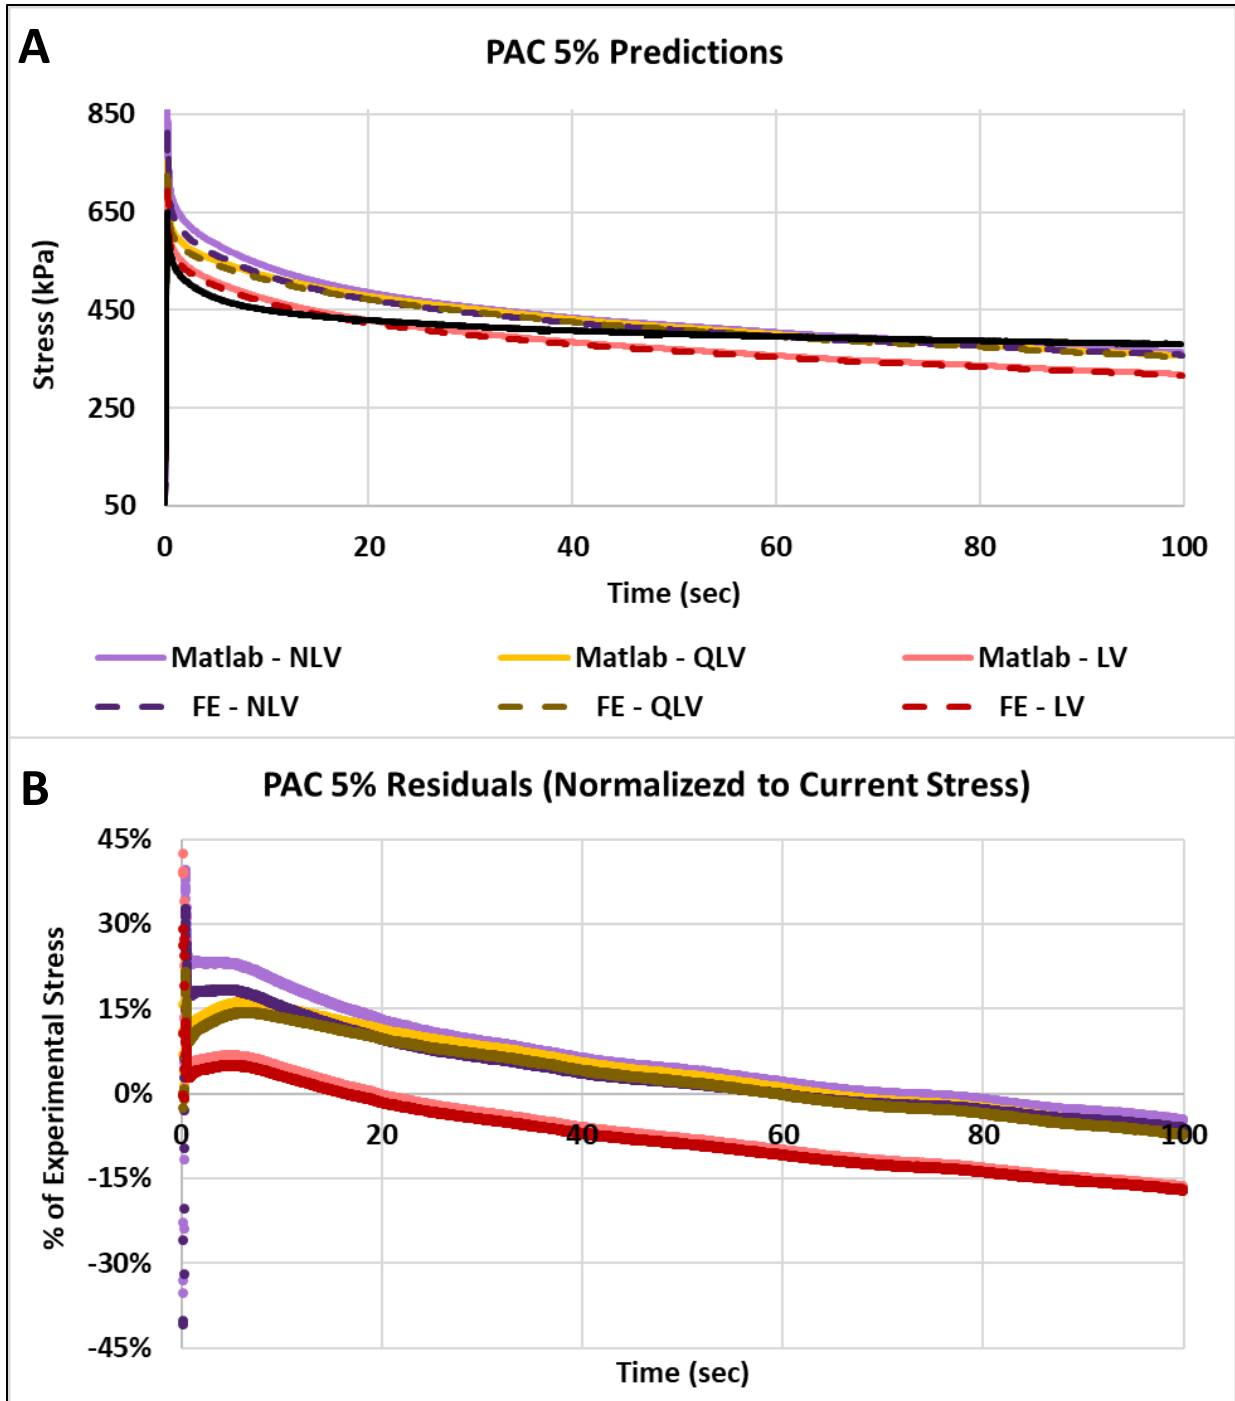 A
PAC 5% Predictions
850
650
450
250
50
Stress (kPa)
0 20 40 60 80 100
Time (sec)
Matlab - NLV Matlab - QLV Matlab - LV
FE - NLV FE - QLV FE - LV
B
PAC 5% Residuals (Normalizezd to Current Stress)
45%
30%
15%
0%
-15%
-30%
-45%
% of Experimental Stress
0 20 40 60 80 100
Time (sec)